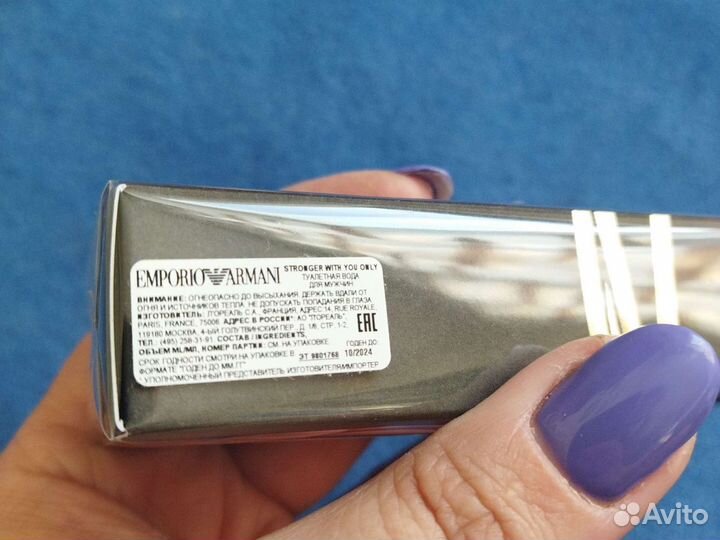 EMPORIO ARMANI
STRONGER WITH YOU ONLY
ТУАЛЕТНАЯ ВОДА
ДЛЯ МУЖЧИН
ВНИМАНИЕ: ОГНЕОПАСНО ДО ВЫСЫХАНИЯ. ДЕРЖАТЬ ВДАЛИ ОТ
ОГНЯ И ИСТОЧНИКОВ ТЕПЛА. НЕ ДОПУСКАТЬ ПОПАДАНИЯ В ГЛАЗА
ИЗГОТОВИТЕЛЬ: Л'ОРЕАЛЬ С.А., ФРАНЦИЯ, АДРЕС 14, RUE ROYALE,
PARIS, FRANCE, 75008. АДРЕС В РОССИИ*: АО "ЛОРЕАЛЬ",
119180 МОСКВА, 4-ЫЙ ГОЛУТВИНСКИЙ ПЕР., Д. 1/8, СТР. 1-2,
ТЕЛ. (495) 258-31-91. СОСТАВ / INGREDIENTS,
ОБЪЕМ ML/МЛ, НОМЕР ПАРТИИ: СМ. НА УПАКОВКЕ
СРОК ГОДНОСТИ СМОТРИ НА УПАКОВКЕ В
ФОРМАТЕ "ГОДЕН ДО ММ.ГГ"
*УПОЛНОМОЧЕННЫЙ ПРЕДСТАВИТЕЛЬ ИЗГОТОВИТЕЛЯ/ИМПОРТЕР
EAC
ГОДЕН ДО:
ЭТ 9801768 10/2024
Avito